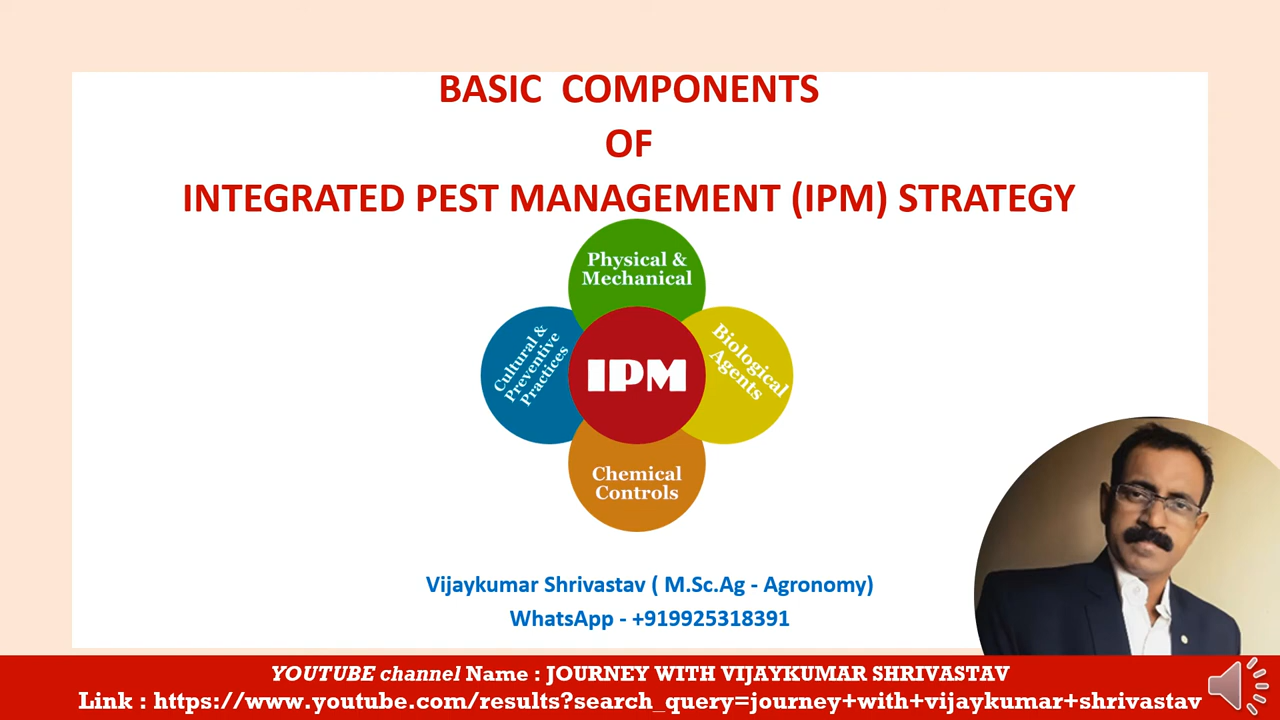 BASIC COMPONENTS
OF
INTEGRATED PEST MANAGEMENT (IPM) STRATEGY
Physical &
Mechanical
Cultural &
Preventive
Practices
IPM
Biological
Agents
Chemical
Controls
Vijaykumar Shrivastav ( M.Sc.Ag - Agronomy)
WhatsApp - +919925318391
YOUTUBE channel Name : JOURNEY WITH VIJAYKUMAR SHRIVASTAV
Link : https://www.youtube.com/results?search_query=journey+with+vijaykumar+shrivastav